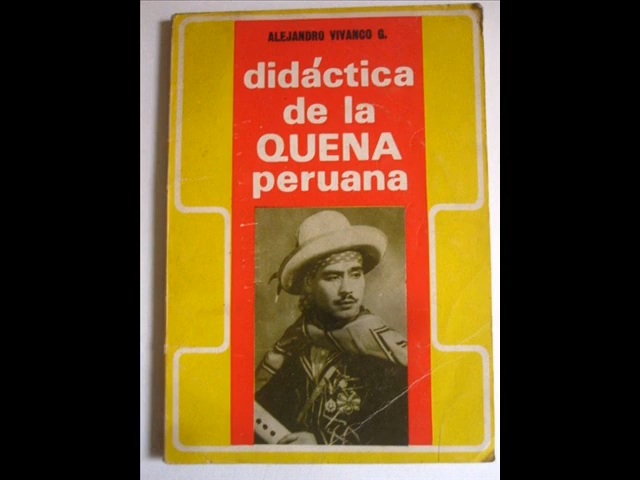 ALEJANDRO VIVANCO G.
didáctica
de la
QUENA
peruana